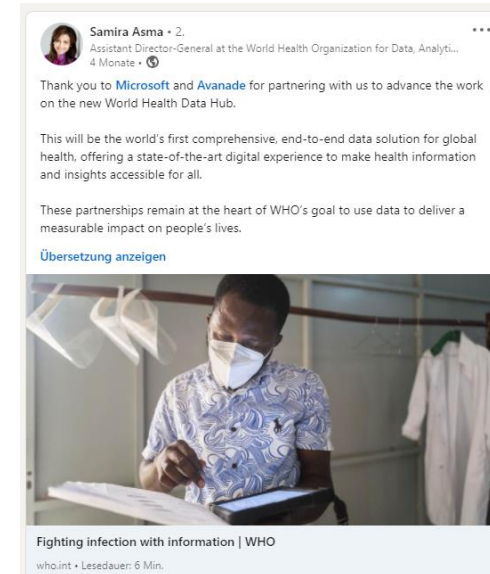 Samira Asma • 2.
Assistant Director-General at the World Health Organization for Data, Analyti...
4 Monate •
Thank you to Microsoft and Avanade for partnering with us to advance the work
on the new World Health Data Hub.
This will be the world's first comprehensive, end-to-end data solution for global
health, offering a state-of-the-art digital experience to make health information
and insights accessible for all.
These partnerships remain at the heart of WHO's goal to use data to deliver a
measurable impact on people's lives.
Übersetzung anzeigen
Fighting infection with information | WHO
who.int • Lesedauer: 6 Min.